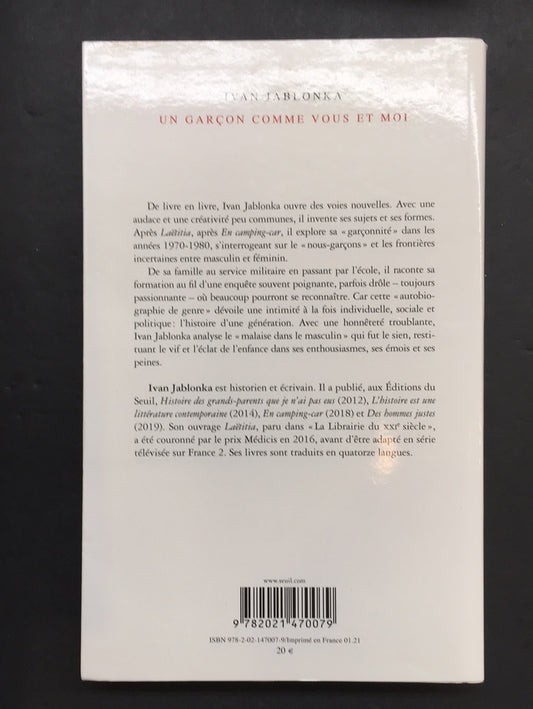 IVAN JABLONKA
UN GARÇON COMME VOUS ET MOI
De livre en livre, Ivan Jablonka ouvre des voies nouvelles. Avec une
audace et une créativité peu communes, il invente ses sujets et ses formes.
Après Laëtitia, après En camping-car, il explore sa « garçonnité » dans les
années 1970-1980, s'interrogeant sur le « nous-garçons » et les frontières
incertaines entre masculin et féminin.
De sa famille au service militaire en passant par l'école, il raconte sa
formation au fil d'une enquête souvent poignante, parfois drôle – toujours
passionnante – où beaucoup pourront se reconnaître. Car cette « autobio-
graphie de genre » dévoile une intimité à la fois individuelle, sociale et
politique : l'histoire d'une génération. Avec une honnêteté troublante,
Ivan Jablonka analyse le « malaise dans le masculin » qui fut le sien, resti-
tuant le vif et l'éclat de l'enfance dans ses enthousiasmes, ses émois et ses
peines.
Ivan Jablonka est historien et écrivain. Il a publié, aux Éditions du
Seuil, Histoire des grands-parents que je n'ai pas eus (2012), L'histoire est une
littérature contemporaine (2014), En camping-car (2018) et Des hommes justes
(2019). Son ouvrage Laëtitia, paru dans « La Librairie du XXIe siècle »,
a été couronné par le prix Médicis en 2016, avant d'être adapté en série
télévisée sur France 2. Ses livres sont traduits en quatorze langues.
www.seuil.com
9 782021 470079
ISBN 978-2-02-147007-9/Imprimé en France 01.21
20 €